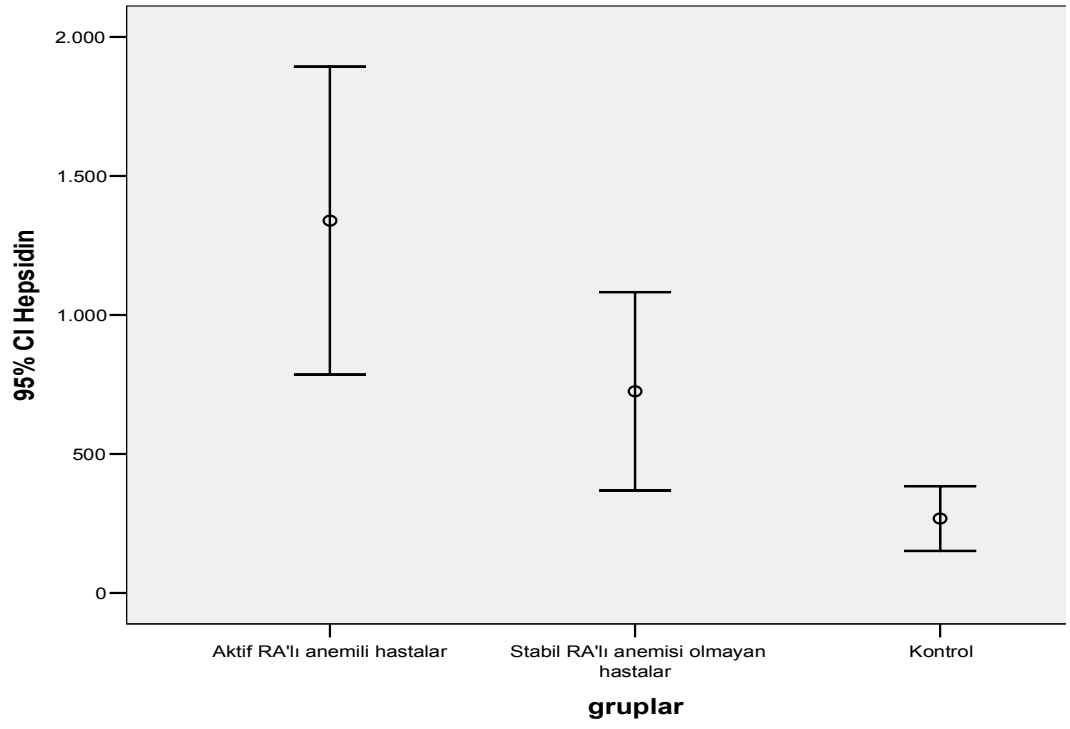 2.000
1.500
1.000
500
0
95% CI Hepsidin
Aktif RA'lı anemili hastalar
Stabil RA'lı anemisi olmayan
hastalar
Kontrol
gruplar